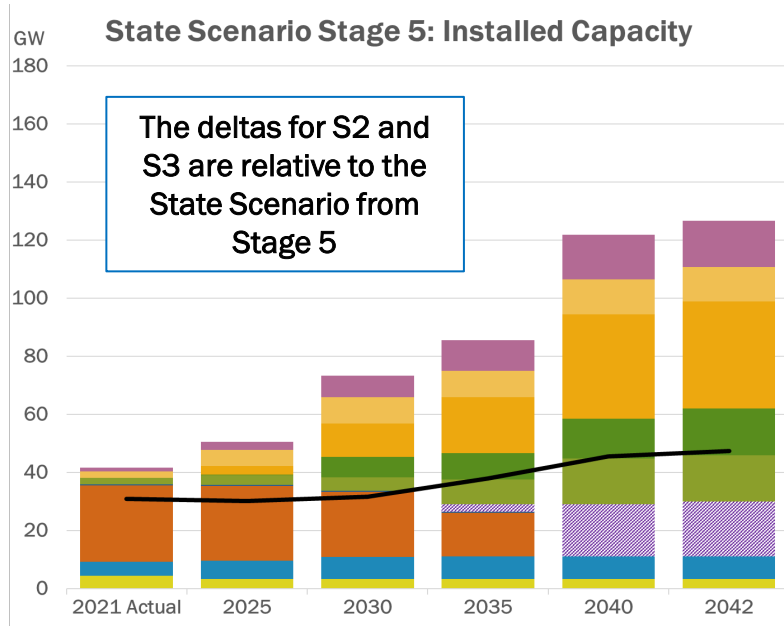 State Scenario Stage 5: Installed Capacity
GW
180
160
140
120
100
80
60
40
20
0
The deltas for S2 and
S3 are relative to the
State Scenario from
Stage 5
2021 Actual 2025 2030 2035 2040 2042